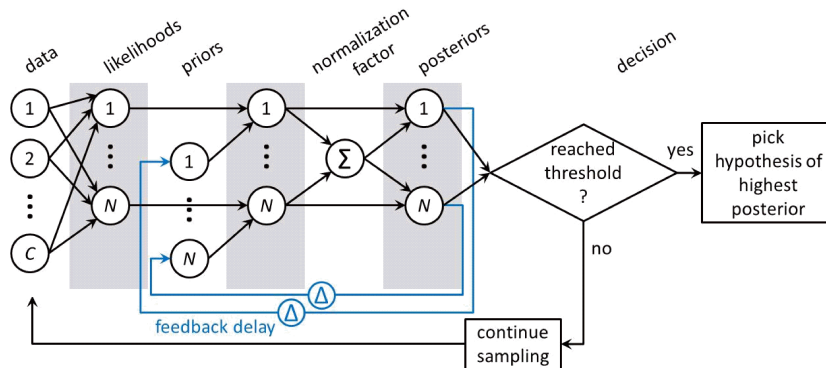 data
likelihoods
priors
normalization
factor
posteriors
decision
1
2
⋮
C
1
⋮
N
1
⋮
N
1
⋮
N
Σ
1
⋮
N
reached
threshold
?
yes
no
pick
hypothesis of
highest
posterior
Δ
Δ
feedback delay
continue
sampling